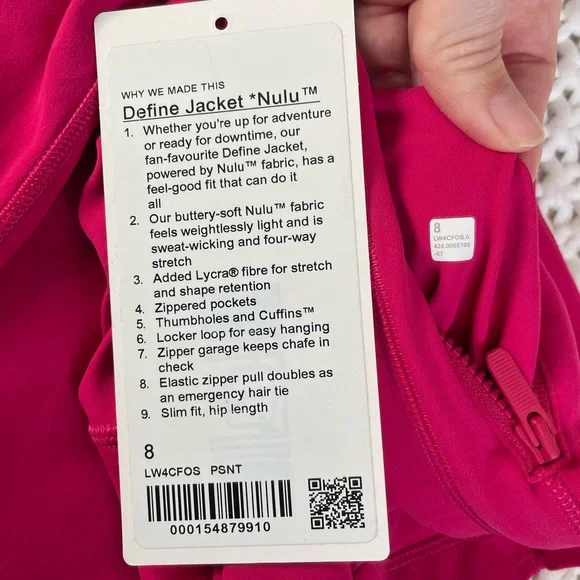 WHY WE MADE THIS
Define Jacket *Nulu™
1. Whether you're up for adventure
or ready for downtime, our
fan-favourite Define Jacket,
powered by Nulu™ fabric, has a
feel-good fit that can do it
all
2. Our buttery-soft Nulu™ fabric
feels weightlessly light and is
sweat-wicking and four-way
stretch
3. Added Lycra® fibre for stretch
and shape retention
4. Zippered pockets
5. Thumbholes and Cuffins™
6. Locker loop for easy hanging
7. Zipper garage keeps chafe in
check
8. Elastic zipper pull doubles as
an emergency hair tie
9. Slim fit, hip length
8
LW4CFOS PSNT
000154879910
8
LW4CFOS.0